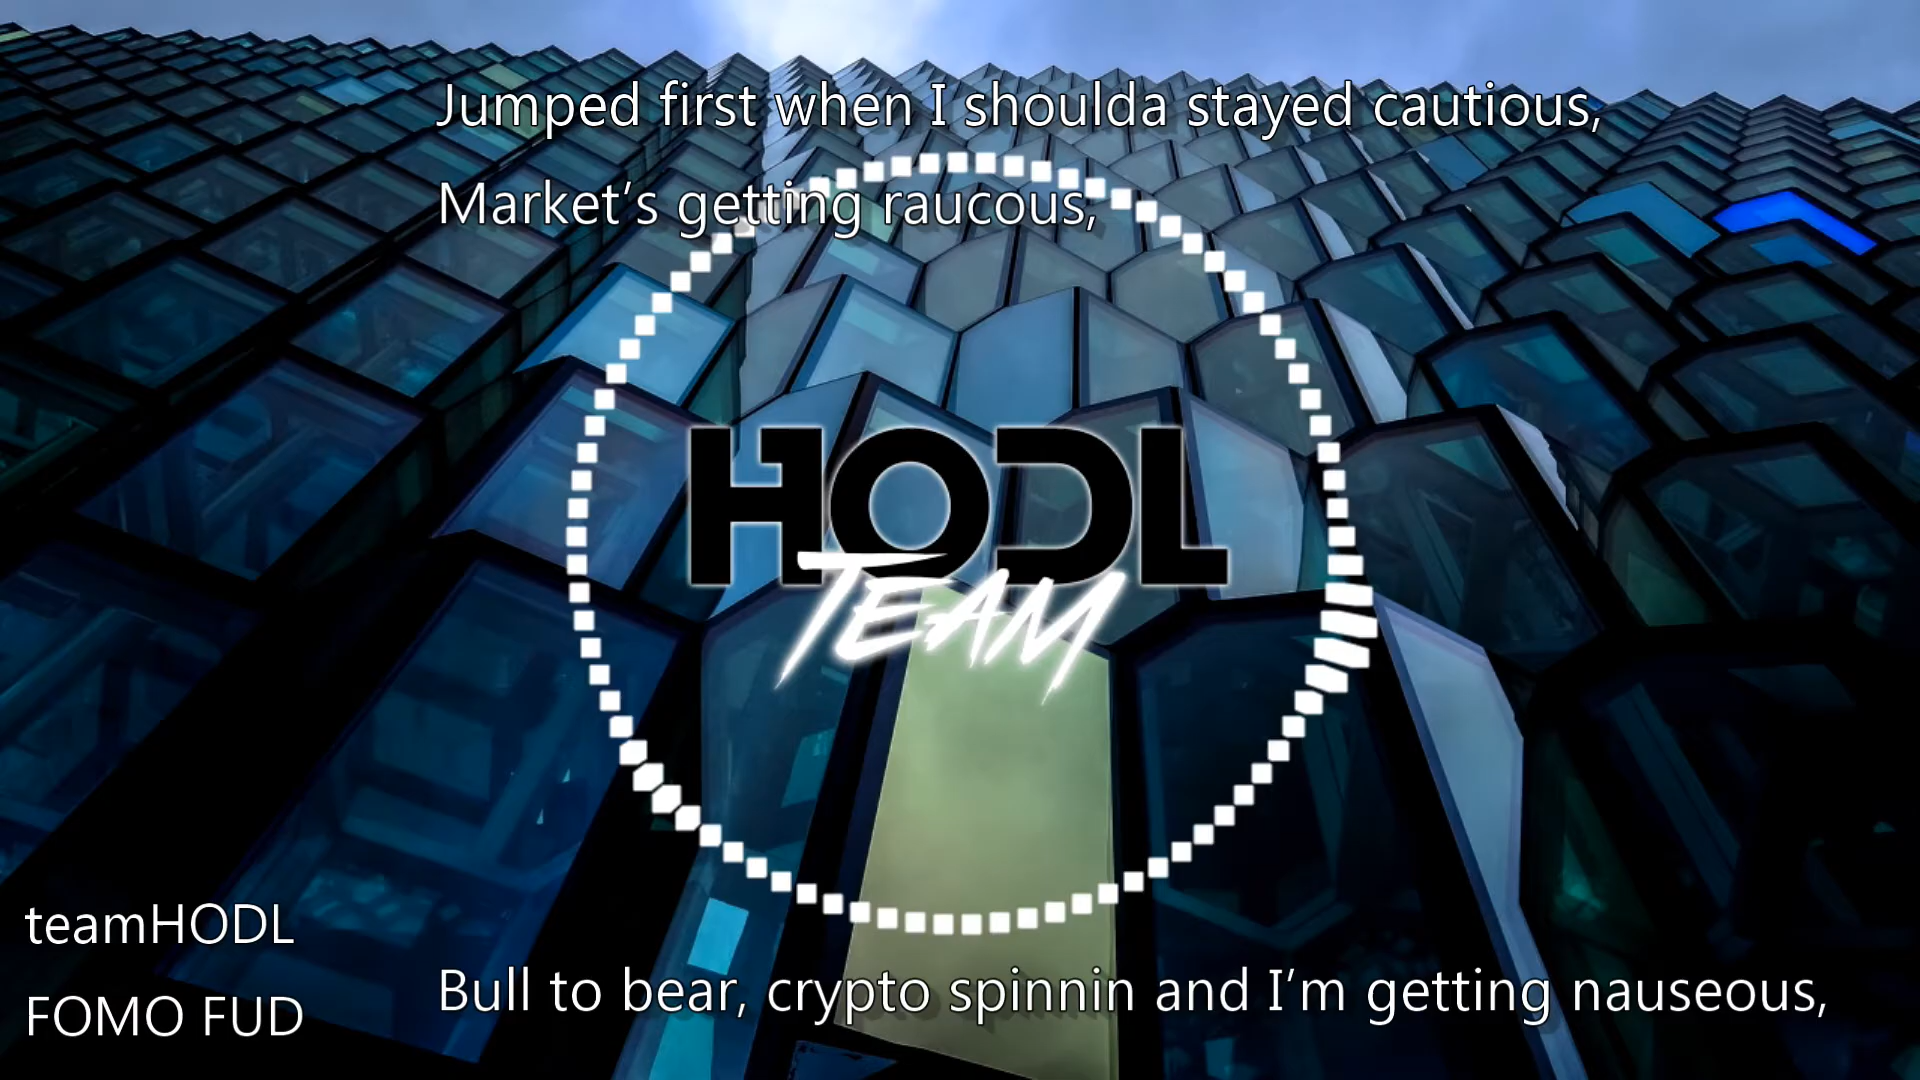 Jumped first when I shoulda stayed cautious,
Market’s getting raucous,
HODL
TEAM
teamHODL
FOMO FUD
Bull to bear, crypto spinnin and I’m getting nauseous,